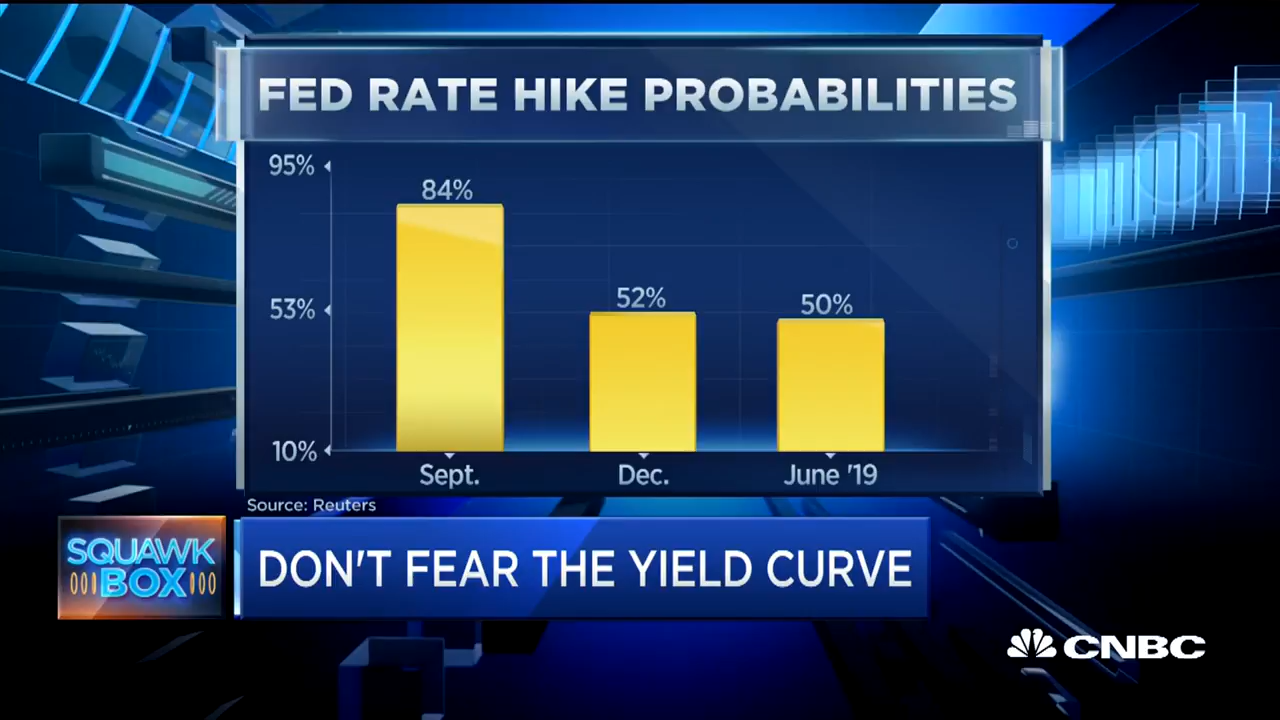 FED RATE HIKE PROBABILITIES
95%
84%
53%
52%
50%
10%
Sept.
Dec.
June '19
Source: Reuters
SQUAWK
BOX
DON'T FEAR THE YIELD CURVE
CNBC